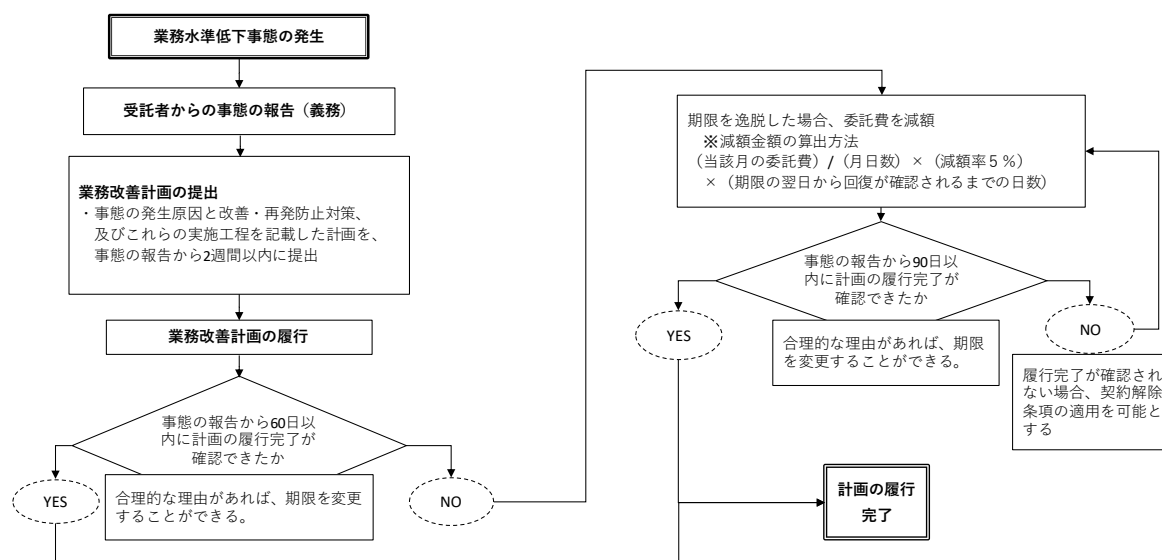 業務水準低下事態の発生
受託者からの事態の報告（義務）
業務改善計画の提出
・事態の発生原因と改善・再発防止対策、
及びこれらの実施工程を記載した計画を、
事態の報告から2週間以内に提出
業務改善計画の履行
事態の報告から60日以
内に計画の履行完了が
確認できたか
YES
合理的な理由があれば、期限を変更
することができる。
NO
期限を逸脱した場合、委託費を減額
※減額金額の算出方法
（当該月の委託費）/（月日数）×（減額率５％）
×（期限の翌日から回復が確認されるまでの日数）
事態の報告から90日以
内に計画の履行完了が
確認できたか
YES
合理的な理由があれば、期限
を変更することができる。
NO
履行完了が確認され
ない場合、契約解除
条項の適用を可能と
する
計画の履行
完了